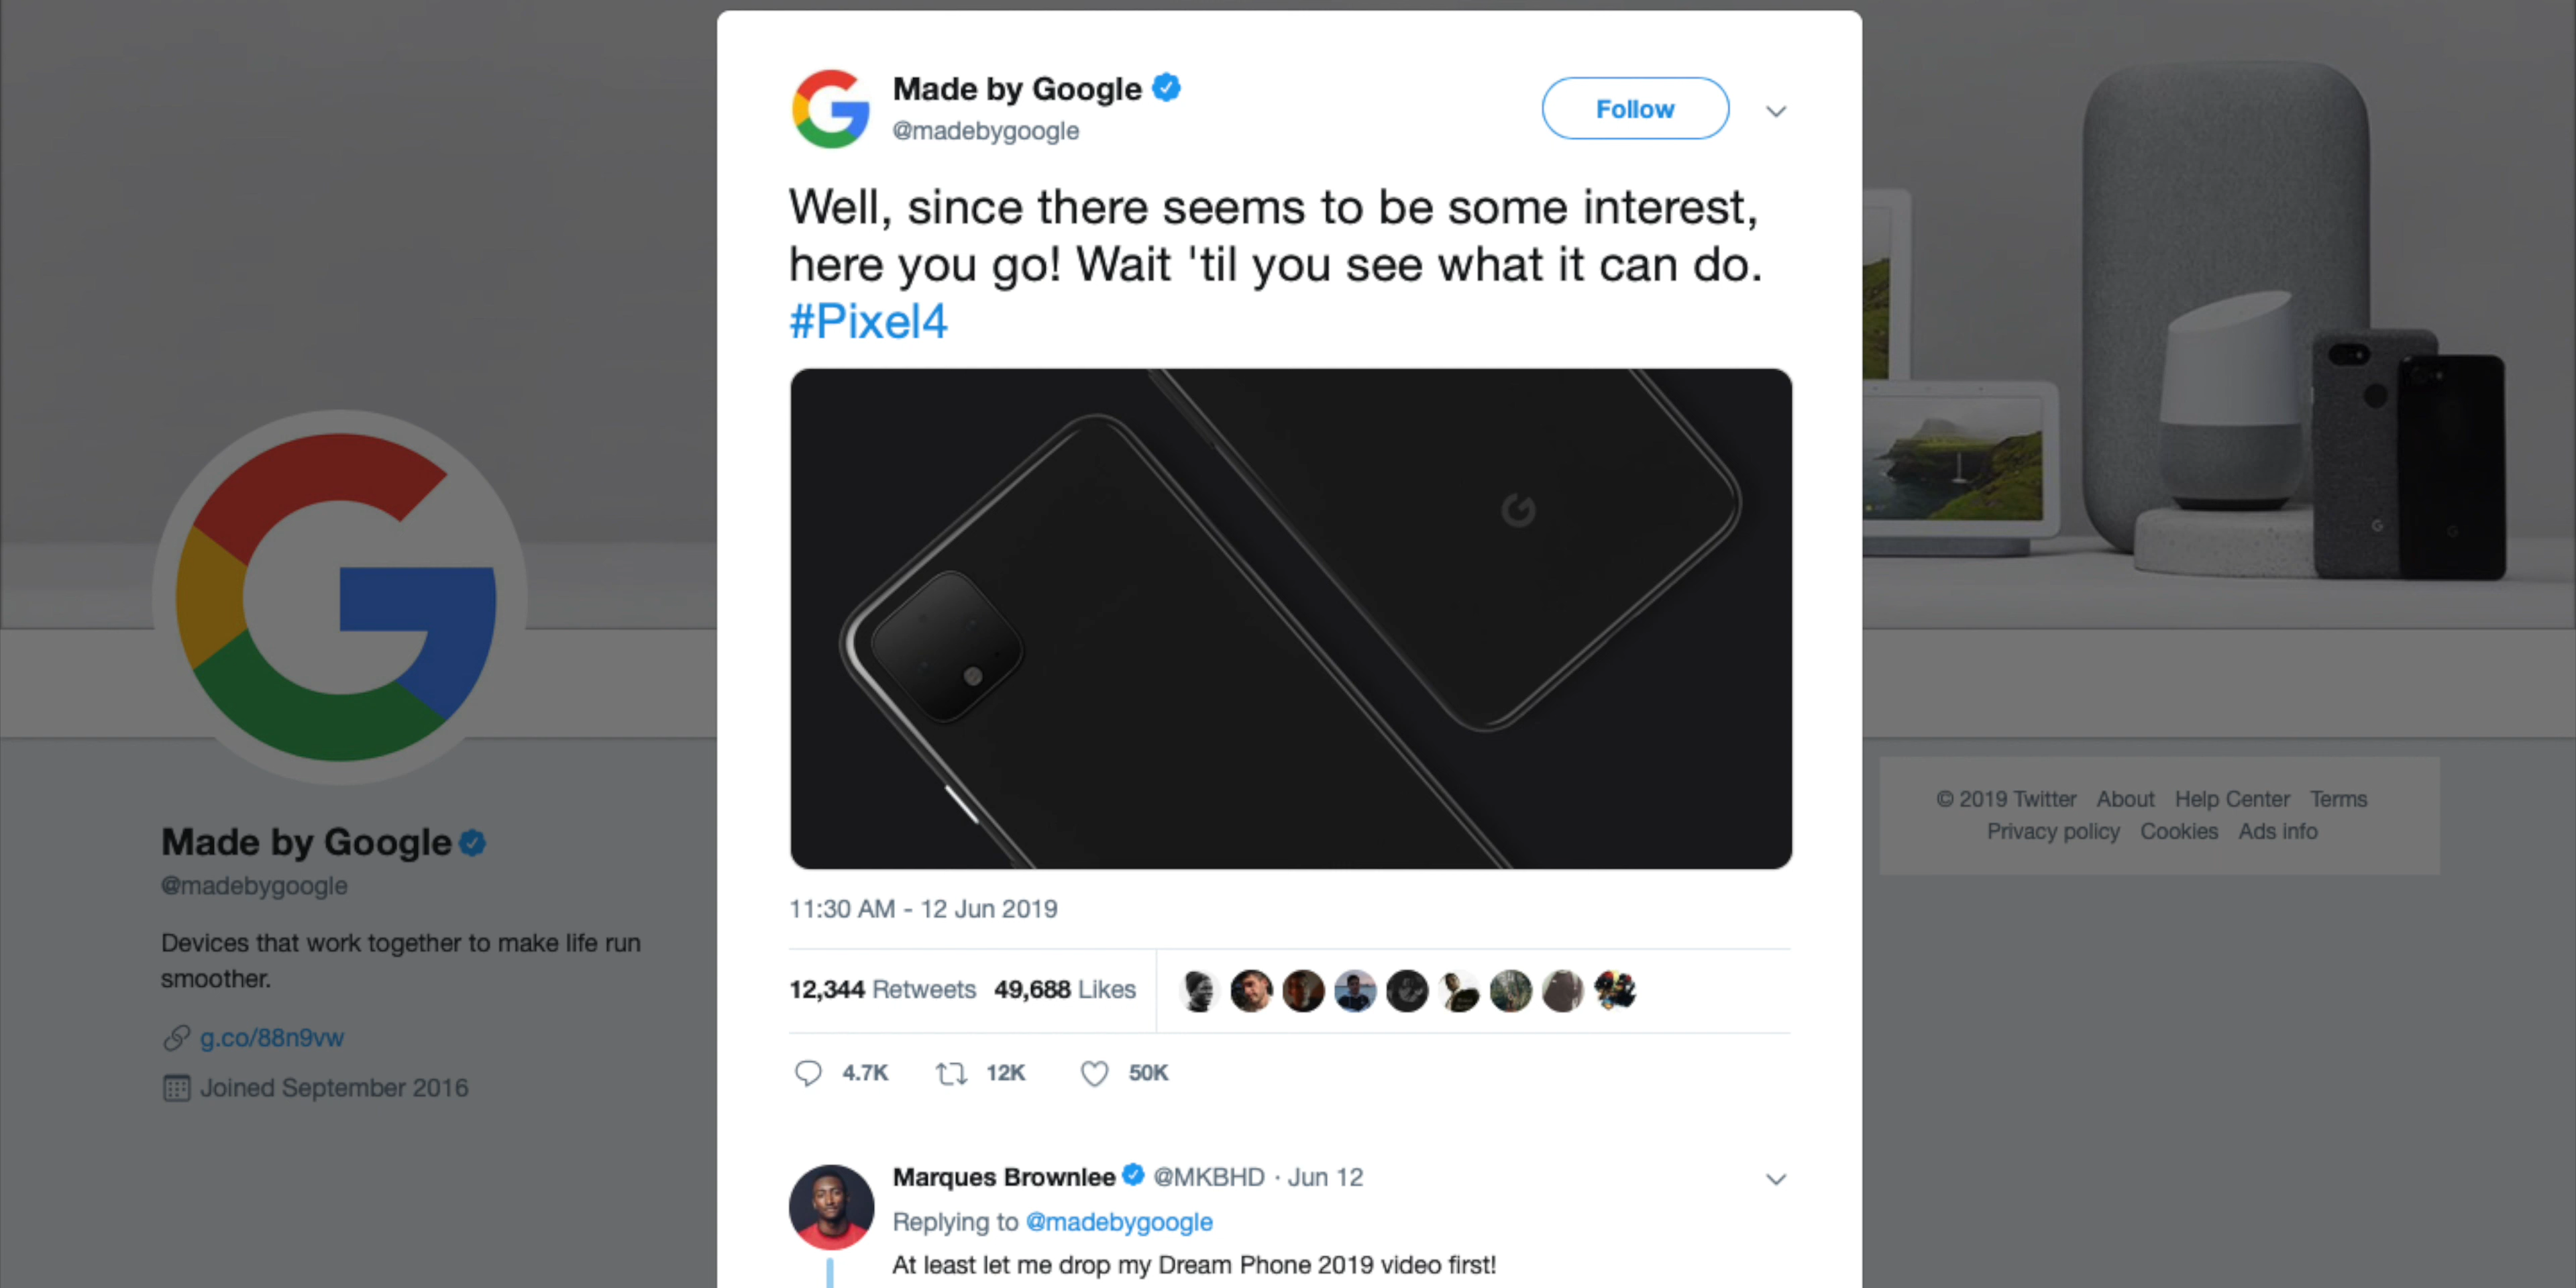 Made by Google
@madebygoogle
Follow
Well, since there seems to be some interest,
here you go! Wait 'til you see what it can do.
#Pixel4
11:30 AM - 12 Jun 2019
12,344 Retweets 49,688 Likes
4.7K 12K 50K
Marques Brownlee @MKBHD · Jun 12
Replying to @madebygoogle
At least let me drop my Dream Phone 2019 video first!
Made by Google
@madebygoogle
Devices that work together to make life run
smoother.
g.co/88n9vw
Joined September 2016
© 2019 Twitter About Help Center Terms
Privacy policy Cookies Ads info